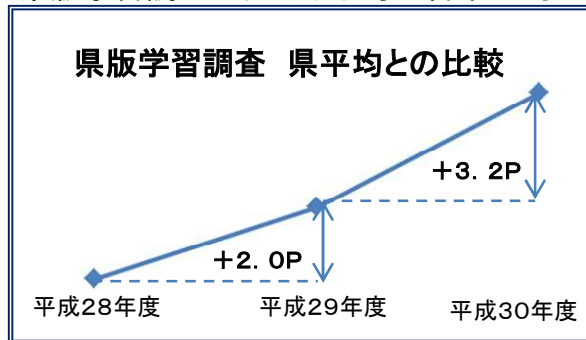 県版学習調査 県平均との比較
+3.2P
+2.0P
平成28年度
平成29年度
平成30年度